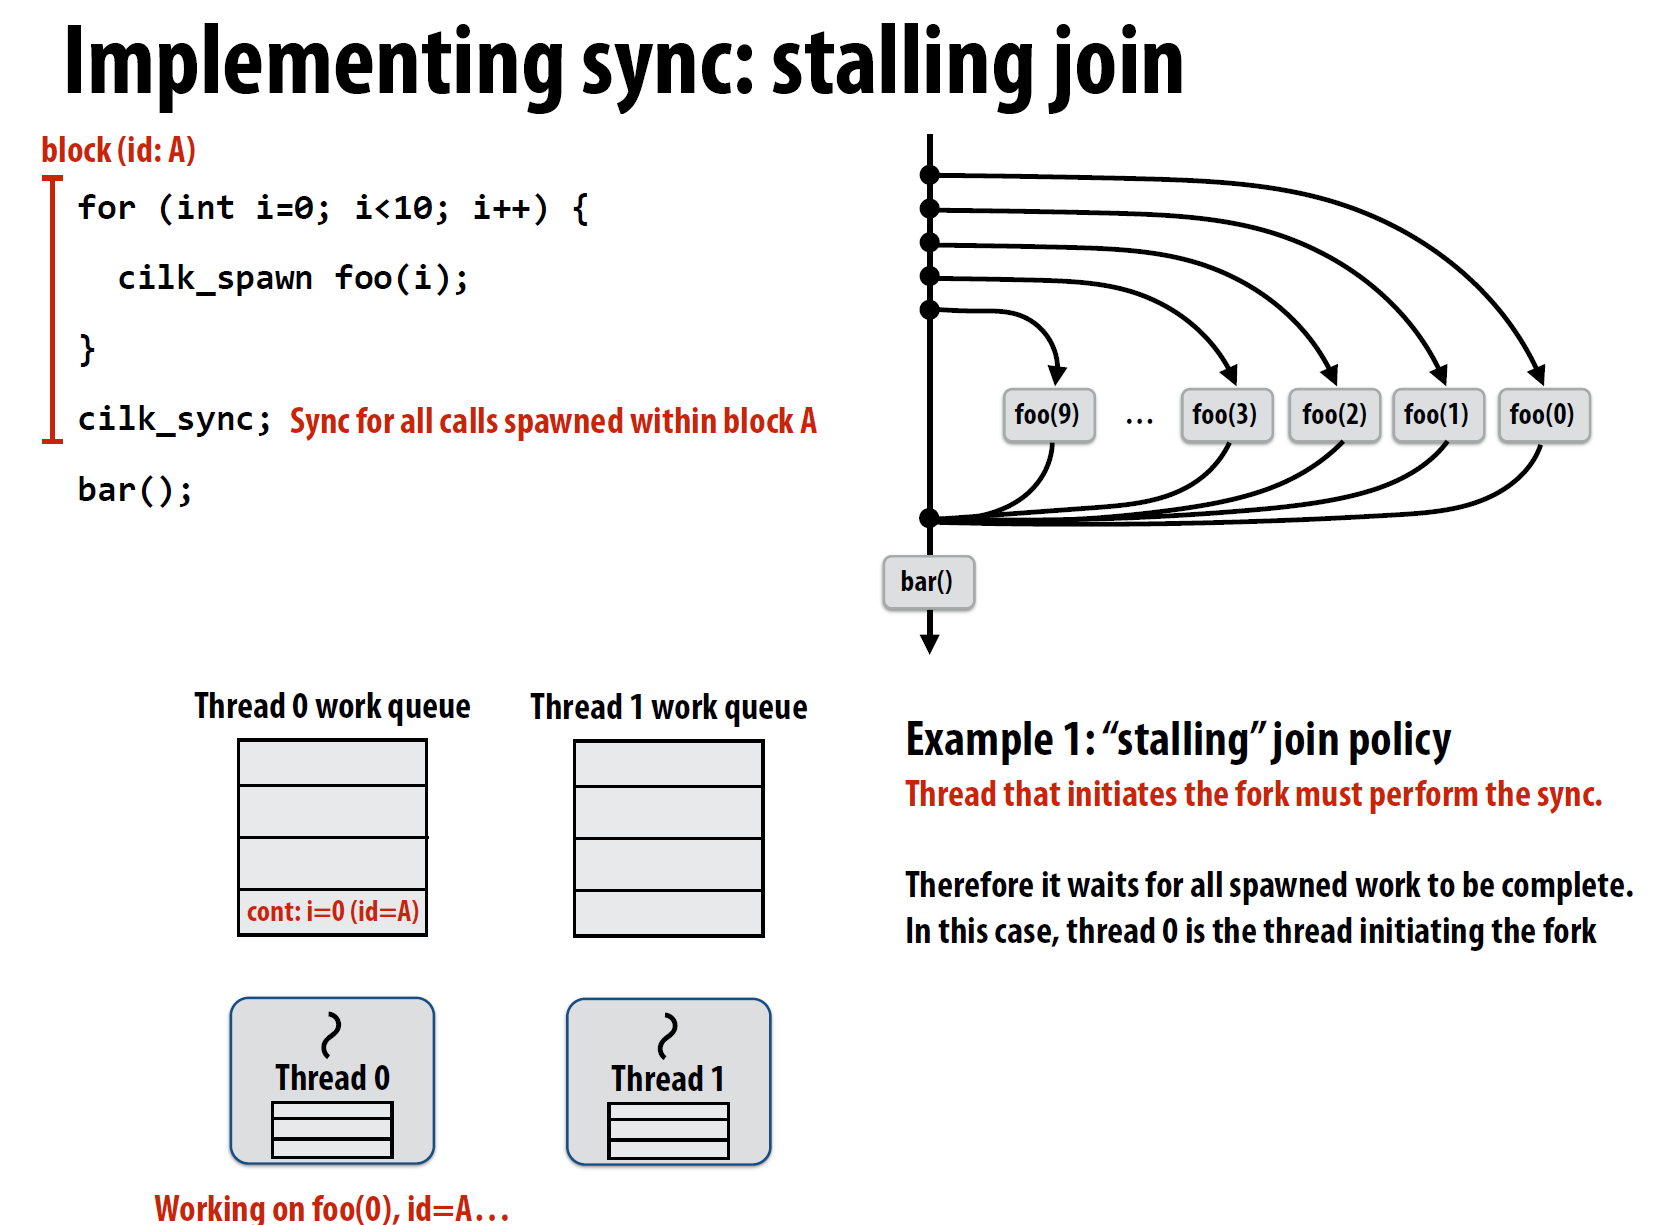 Implementing sync: stalling join
block (id: A)
for (int i=0; i<10; i++) {
cilk_spawn foo(i);
}
cilk_sync; Sync for all calls spawned within block A
bar();
foo(9) ... foo(3) foo(2) foo(1) foo(0)
bar()
Thread 0 work queue
Thread 1 work queue
cont: i=0 (id=A)
Thread 0
Thread 1
Working on foo(0), id=A...
Example 1: “stalling” join policy
Thread that initiates the fork must perform the sync.
Therefore it waits for all spawned work to be complete.
In this case, thread 0 is the thread initiating the fork